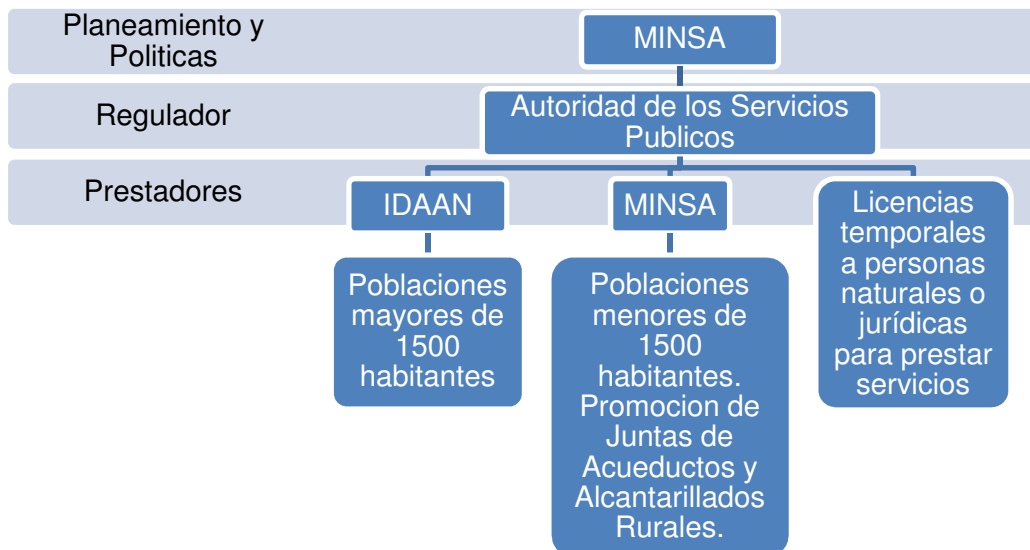 Planeamiento y
Politicas
MINSA
Regulador
Autoridad de los Servicios
Publicos
Prestadores
IDAAN
MINSA
Licencias
temporales
a personas
naturales o
jurídicas
para prestar
servicios
Poblaciones
mayores de
1500
habitantes
Poblaciones
menores de
1500
habitantes.
Promocion de
Juntas de
Acueductos y
Alcantarillados
Rurales.